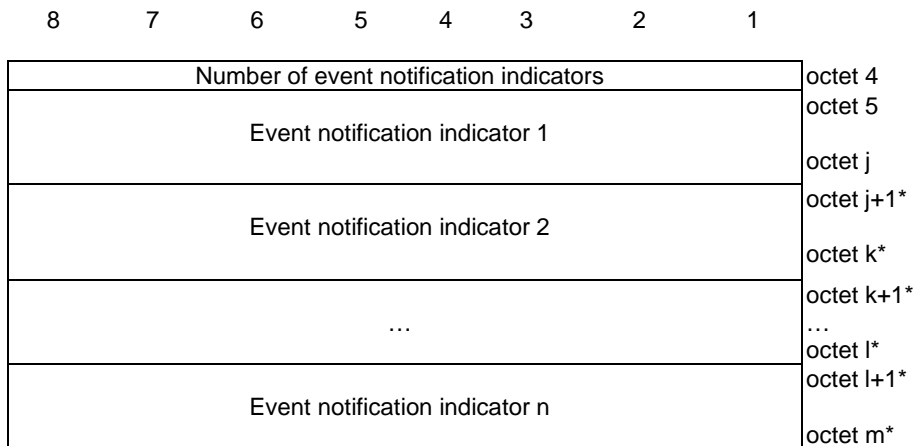 8 7 6 5 4 3 2 1
Number of event notification indicators octet 4
octet 5
Event notification indicator 1
octet j
octet j+1*
Event notification indicator 2
octet k*
octet k+1*
… …
octet l*
octet l+1*
Event notification indicator n
octet m*